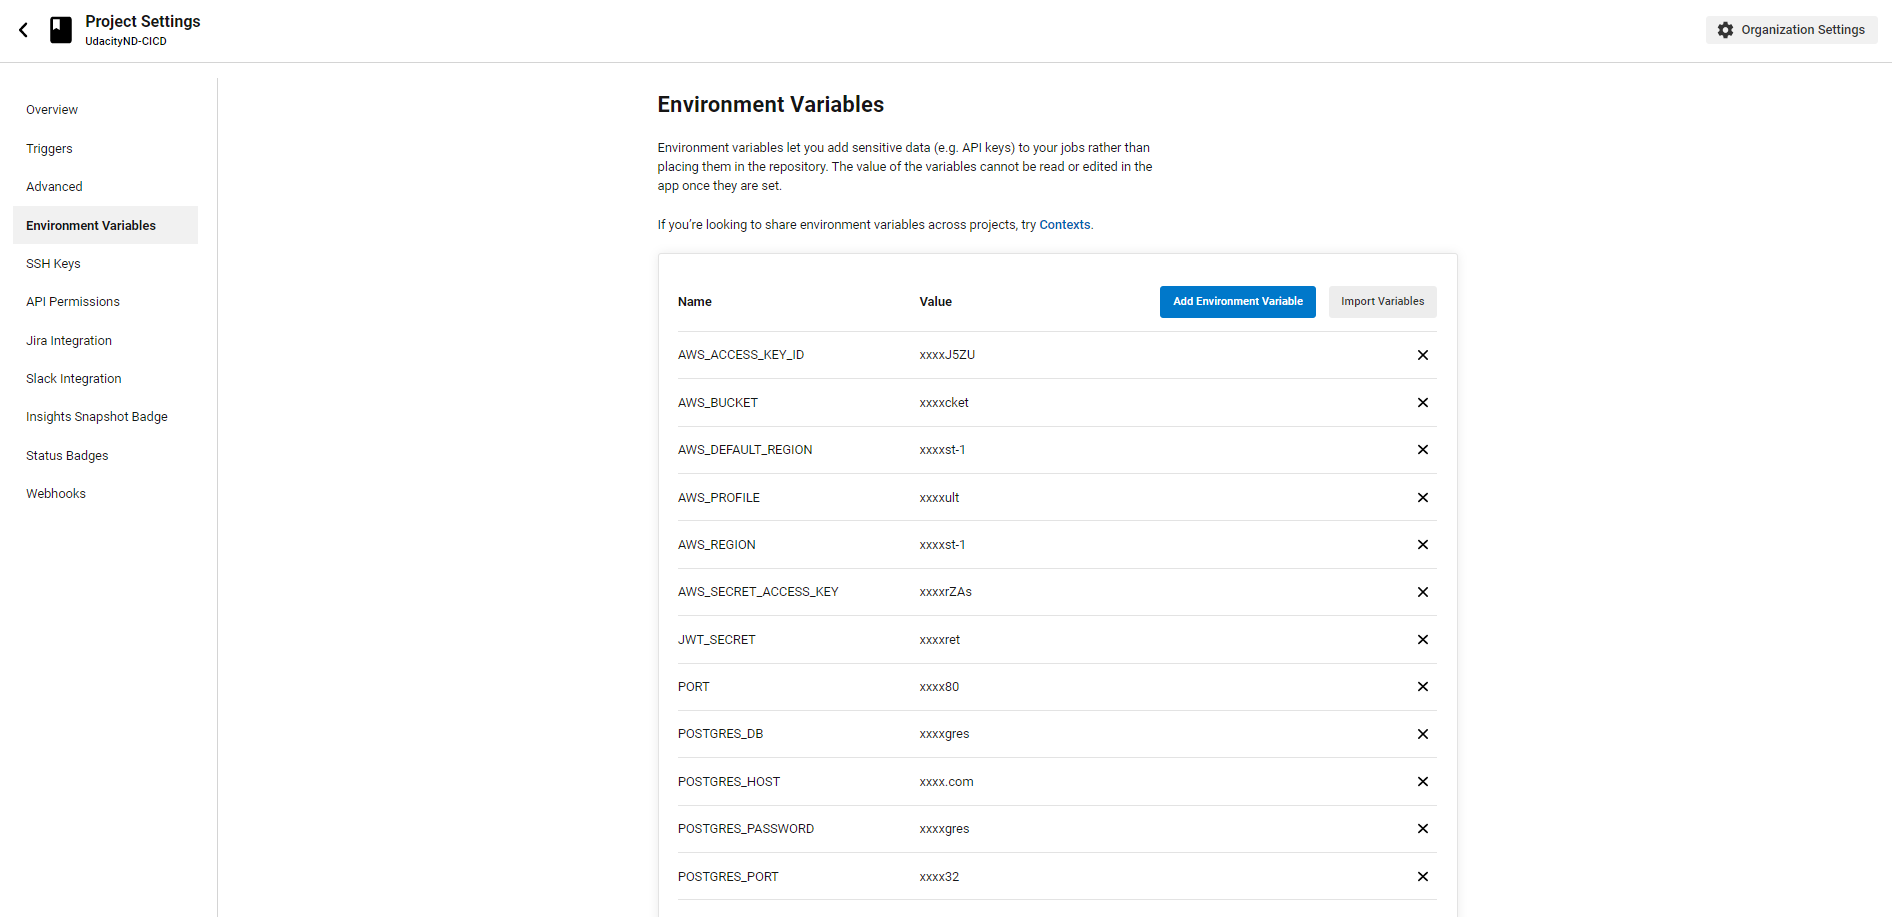 Project Settings
UdacityND-CICD
Organization Settings
Overview
Triggers
Advanced
Environment Variables
SSH Keys
API Permissions
Jira Integration
Slack Integration
Insights Snapshot Badge
Status Badges
Webhooks
Environment Variables
Environment variables let you add sensitive data (e.g. API keys) to your jobs rather than
placing them in the repository. The value of the variables cannot be read or edited in the
app once they are set.
If you're looking to share environment variables across projects, try Contexts.
Name Value Add Environment Variable Import Variables
AWS_ACCESS_KEY_ID xxxxJ5ZU
AWS_BUCKET xxxxcket
AWS_DEFAULT_REGION xxxxst-1
AWS_PROFILE xxxxult
AWS_REGION xxxxst-1
AWS_SECRET_ACCESS_KEY xxxxrZAs
JWT_SECRET xxxxret
PORT xxxx80
POSTGRES_DB xxxxgres
POSTGRES_HOST xxxx.com
POSTGRES_PASSWORD xxxxgres
POSTGRES_PORT xxxx32